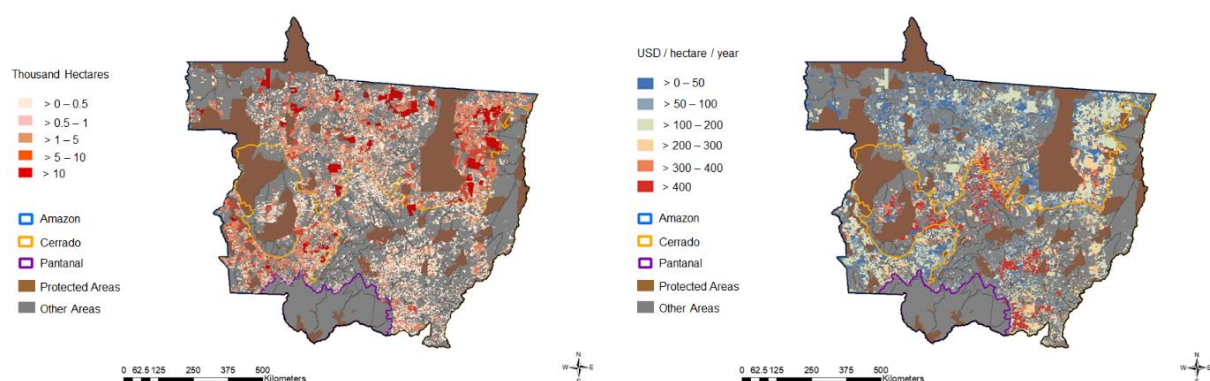 Thousand Hectares
> 0 – 0.5
> 0.5 – 1
> 1 – 5
> 5 – 10
> 10
Amazon
Cerrado
Pantanal
Protected Areas
Other Areas
0 62.5 125 250 375 500
Kilometers
N
W E
S
USD / hectare / year
> 0 – 50
> 50 – 100
> 100 – 200
> 200 – 300
> 300 – 400
> 400
Amazon
Cerrado
Pantanal
Protected Areas
Other Areas
0 62.5 125 250 375 500
Kilometers
N
W E
S